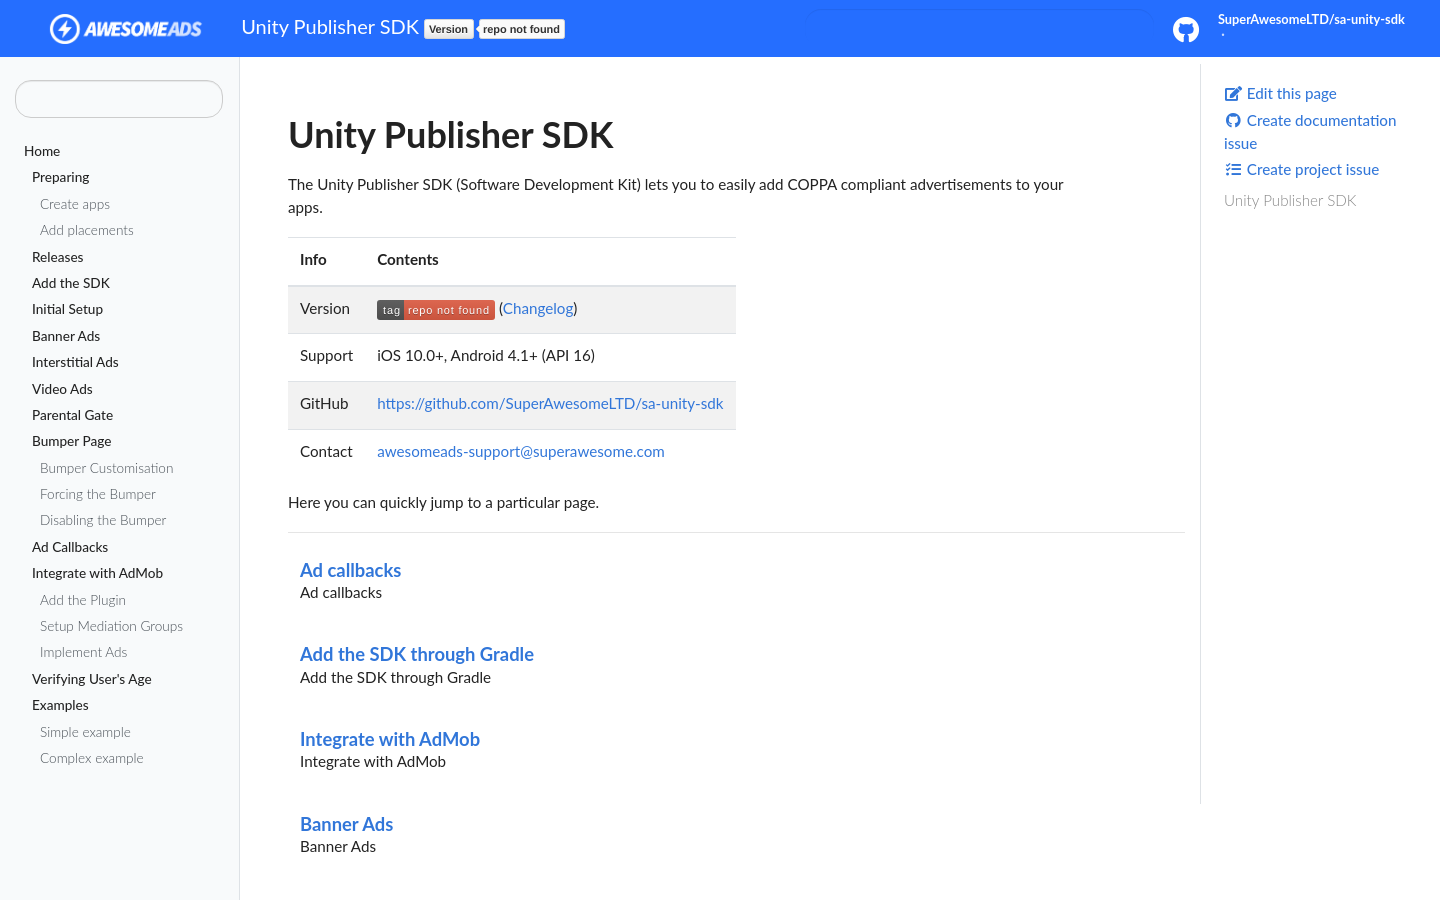 AWESOMEADS
Unity Publisher SDK Version repo not found
SuperAwesomeLTD/sa-unity-sdk
Home
Preparing
Create apps
Add placements
Releases
Add the SDK
Initial Setup
Banner Ads
Interstitial Ads
Video Ads
Parental Gate
Bumper Page
Bumper Customisation
Forcing the Bumper
Disabling the Bumper
Ad Callbacks
Integrate with AdMob
Add the Plugin
Setup Mediation Groups
Implement Ads
Verifying User's Age
Examples
Simple example
Complex example
Unity Publisher SDK
The Unity Publisher SDK (Software Development Kit) lets you to easily add COPPA compliant advertisements to your
apps.
Info Contents
Version tag repo not found (Changelog)
Support iOS 10.0+, Android 4.1+ (API 16)
GitHub https://github.com/SuperAwesomeLTD/sa-unity-sdk
Contact awesomeads-support@superawesome.com
Here you can quickly jump to a particular page.
Ad callbacks
Ad callbacks
Add the SDK through Gradle
Add the SDK through Gradle
Integrate with AdMob
Integrate with AdMob
Banner Ads
Banner Ads
Edit this page
Create documentation
issue
Create project issue
Unity Publisher SDK